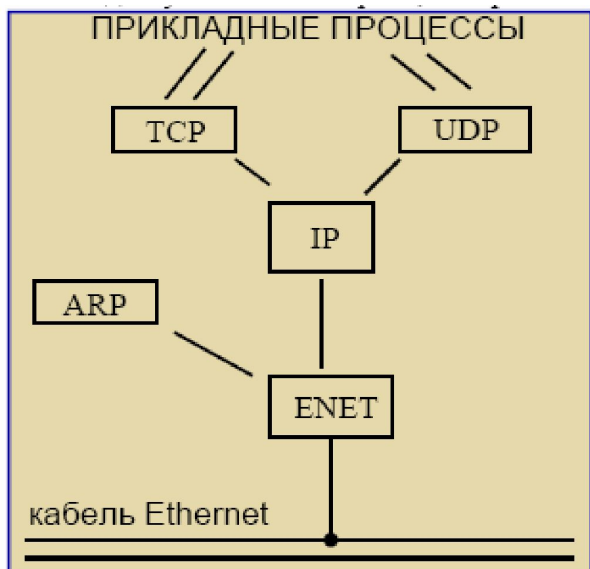 ПРИКЛАДНЫЕ ПРОЦЕССЫ
TCP
UDP
IP
ARP
ENET
кабель Ethernet